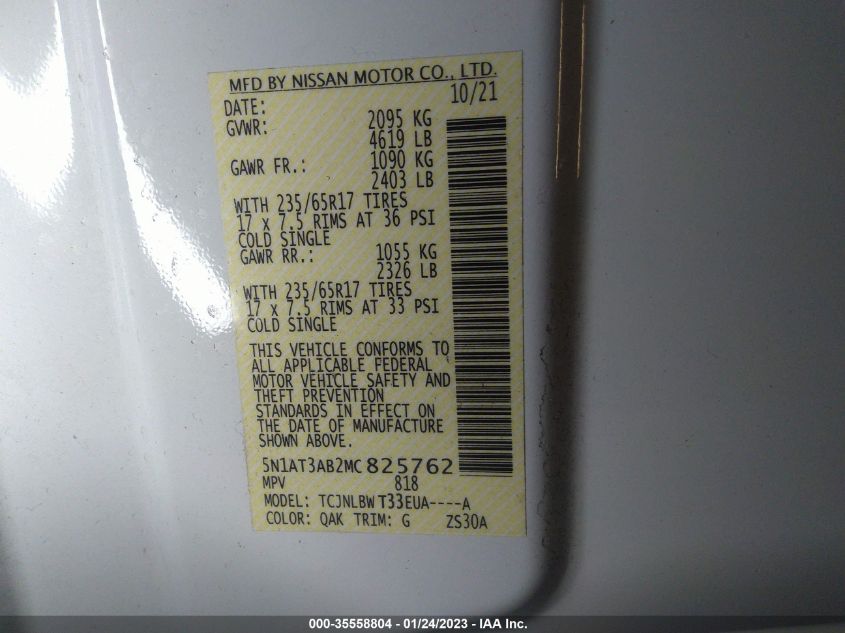 MFD BY NISSAN MOTOR CO., LTD.
DATE: 10/21
GVWR: 2095 KG
4619 LB
GAWR FR.: 1090 KG
2403 LB
WITH 235/65R17 TIRES
17 x 7.5 RIMS AT 36 PSI
COLD SINGLE
GAWR RR.: 1055 KG
2326 LB
WITH 235/65R17 TIRES
17 x 7.5 RIMS AT 33 PSI
COLD SINGLE
THIS VEHICLE CONFORMS TO
ALL APPLICABLE FEDERAL
MOTOR VEHICLE SAFETY AND
THEFT PREVENTION
STANDARDS IN EFFECT ON
THE DATE OF MANUFACTURE
SHOWN ABOVE.
5N1AT3AB2MC825762
MPV 818
MODEL: TCJNLBWT33EUA----A
COLOR: QAK TRIM: G ZS30A
000-35558804 - 01/24/2023 - IAA Inc.